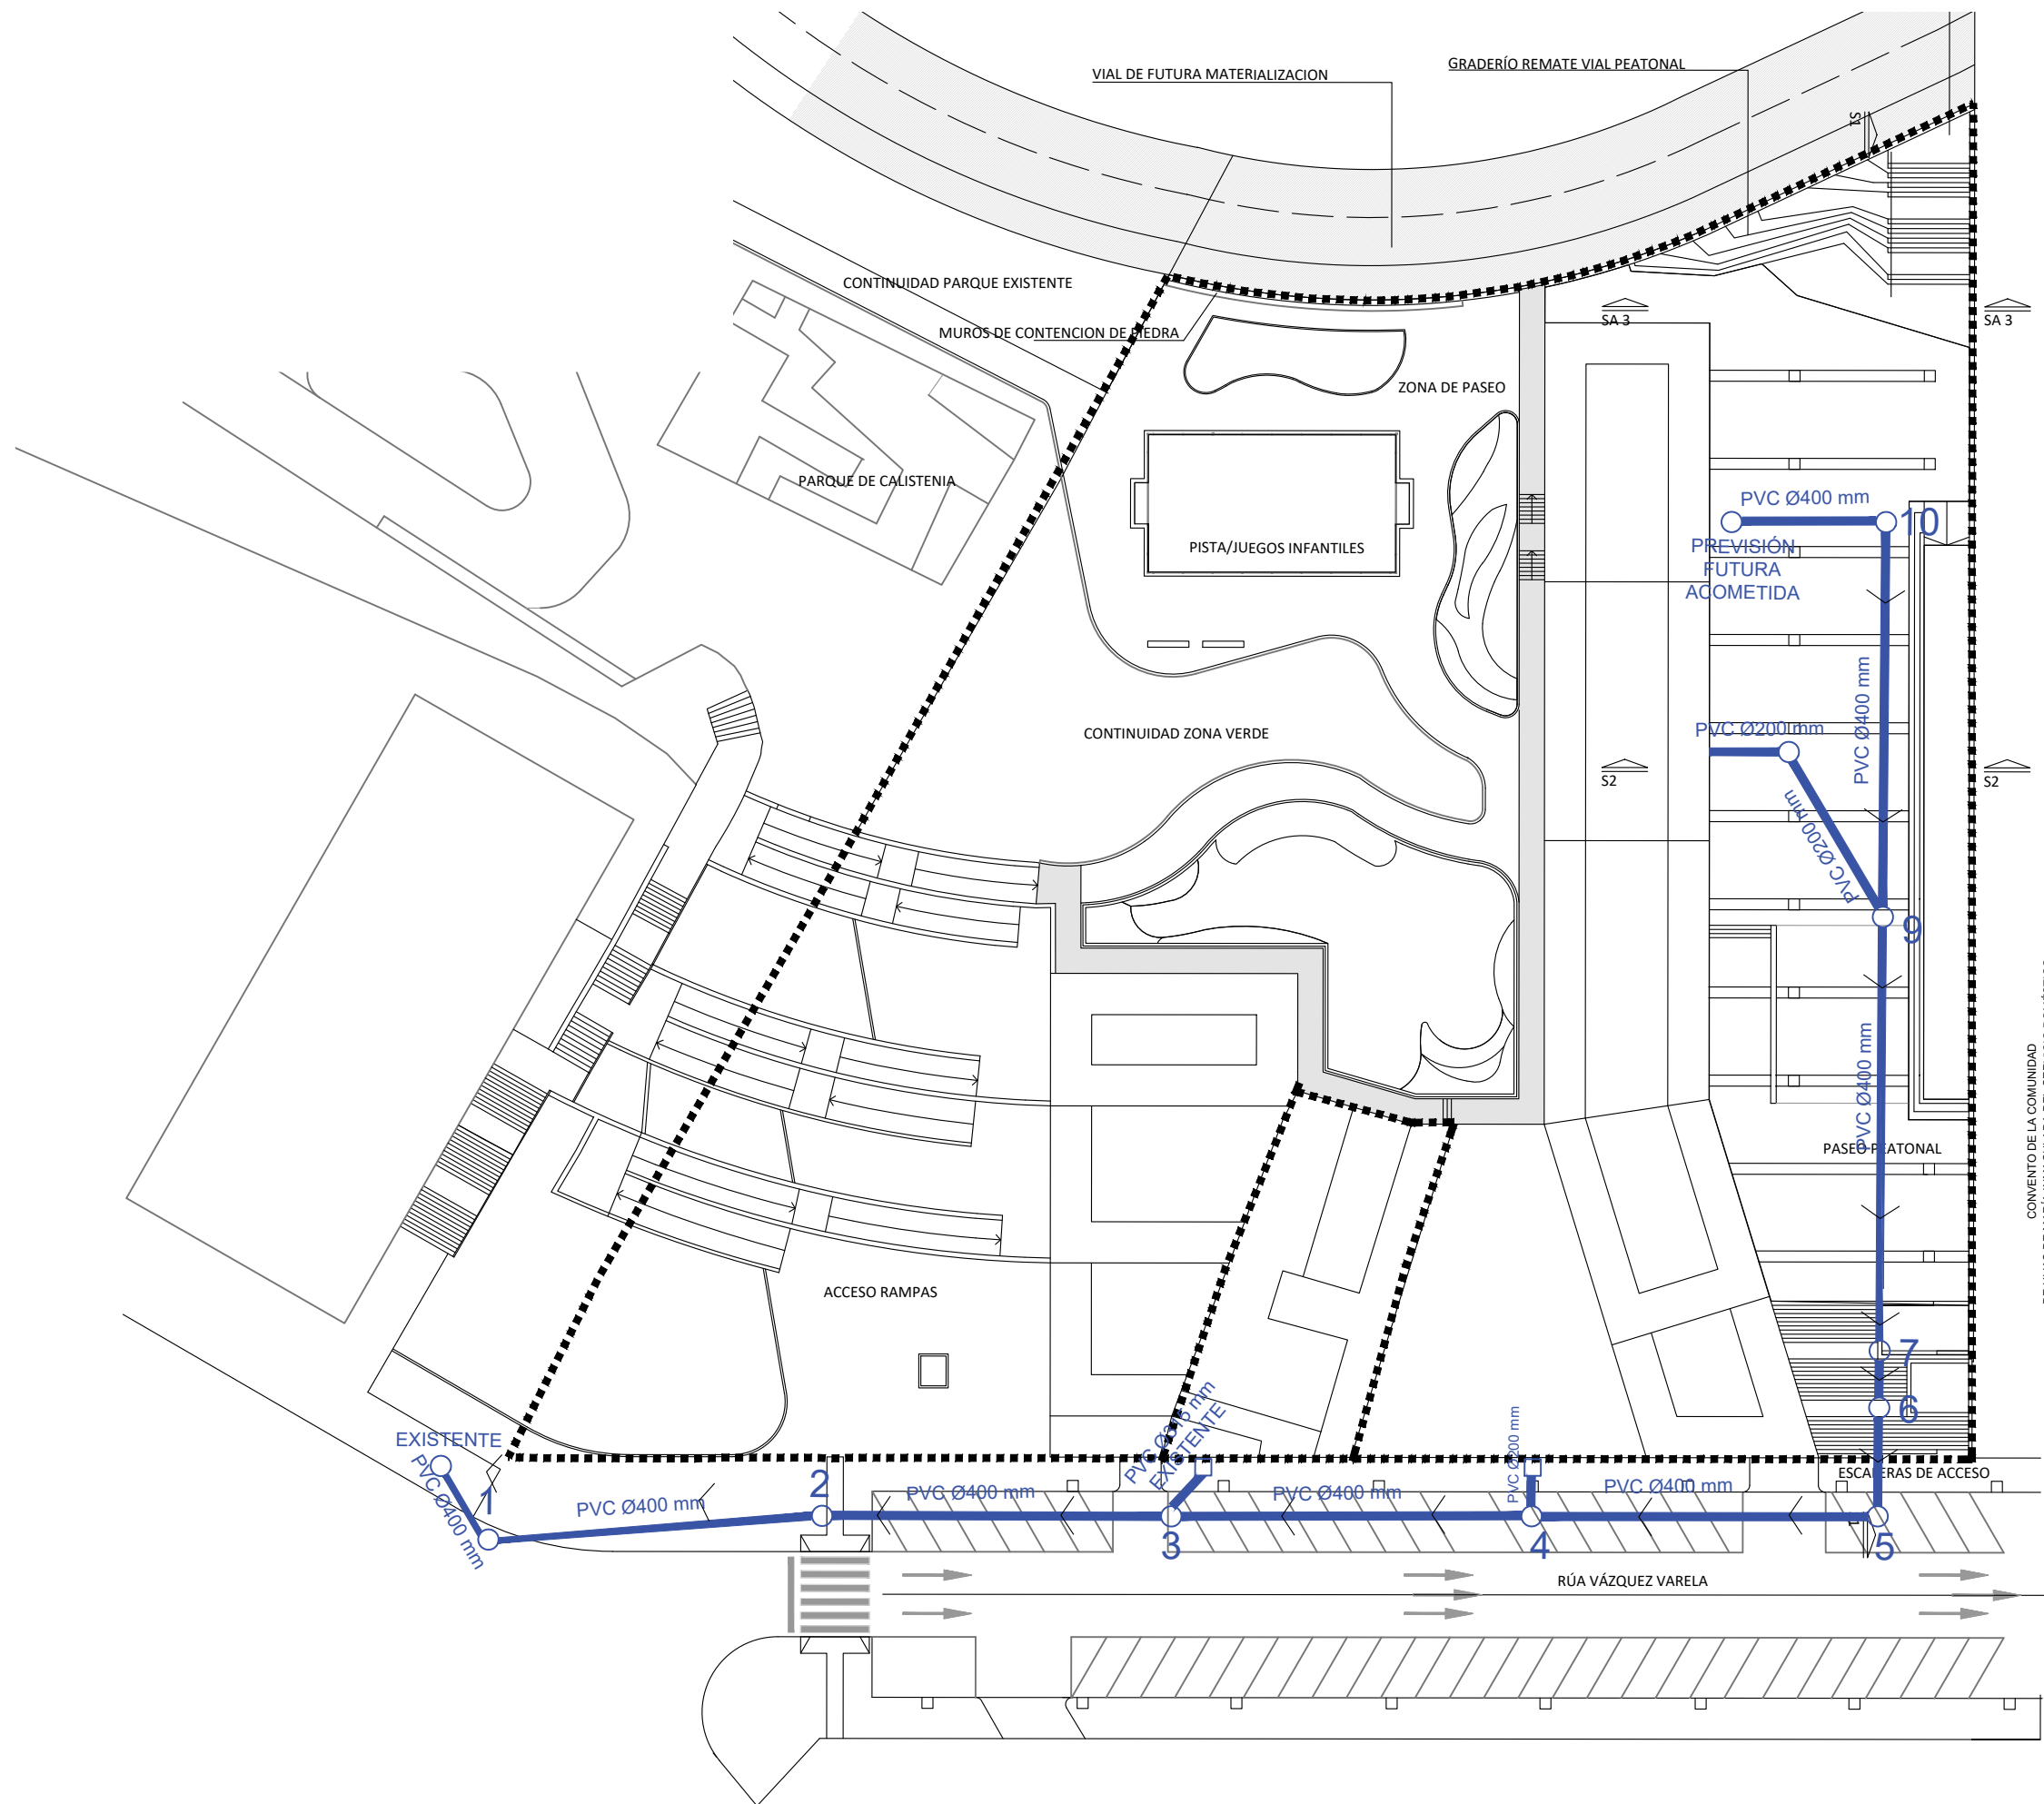 VIAL DE FUTURA MATERIALIZACION
GRADERÍO REMATE VIAL PEATONAL
S1
CONTINUIDAD PARQUE EXISTENTE
SA 3
SA 3
MUROS DE CONTENCION DE PIEDRA
ZONA DE PASEO
PARQUE DE CALISTENIA
PVC Ø400 mm
10
PISTA/JUEGOS INFANTILES
PREVISIÓN
FUTURA
ACOMETIDA
PVC Ø400 mm
CONTINUIDAD ZONA VERDE
PVC Ø200 mm
S2
S2
PVC Ø200 mm
9
PVC Ø400 mm
CONVENTO DE LA COMUNIDAD
PASEO PEATONAL
ACCESO RAMPAS
7
6
EXISTENTE
PVC Ø400 mm
1
PVC Ø400 mm
2
PVC Ø400 mm
PVC Ø315 mm
EXISTENTE
3
PVC Ø400 mm
PVC Ø200 mm
4
PVC Ø400 mm
ESCALERAS DE ACCESO
5
RÚA VÁZQUEZ VARELA